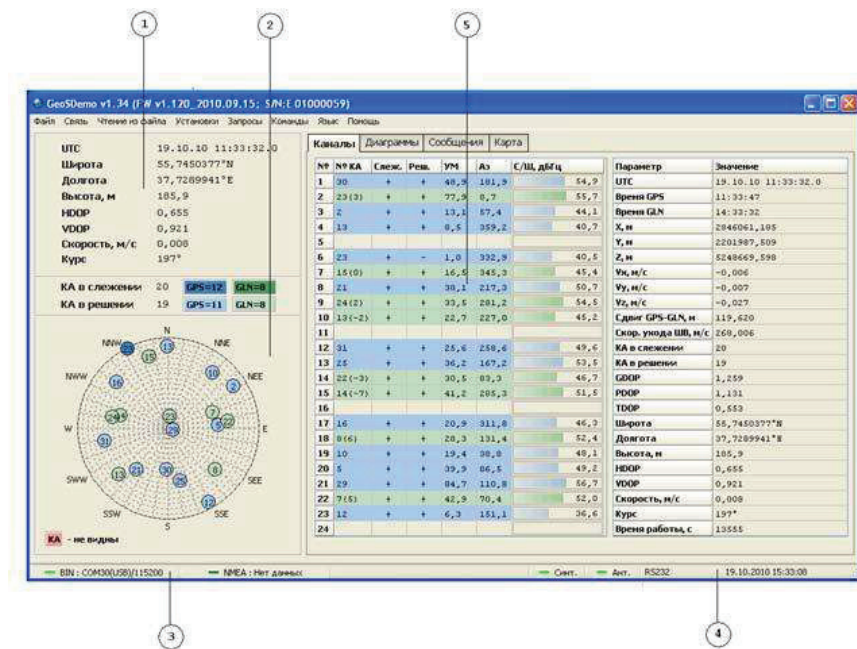 1
2
5
GeoSDemo v1.34 (FW v1.120_2010.09.15; S/N:E 01000059)
Файл Связь Чтение из файла Установки Запросы Команды Язык Помощь
UTC 19.10.10 11:33:32.0
Широта 55,7450377°N
Долгота 37,7289941°E
Высота, м 185,9
HDOP 0,655
VDOP 0,921
Скорость, м/с 0,008
Курс 197°
КА в слежении 20 GPS=12 GLN=8
КА в решении 19 GPS=11 GLN=8
N
NNE
NEE
E
SEE
SSE
S
SSW
SWW
W
NWW
NNW
КА - не видны
Каналы Диаграммы Сообщения Карта
№ № КА Слеж. Реш. УМ Аз С/Ш, дБГц
1 30 + + 48,9 181,9 54,9
2 23(3) + + 77,9 8,7 55,7
3 2 + + 13,1 57,4 44,1
4 13 + + 8,5 359,2 40,7
5
6 23 + - 1,0 332,9 40,5
7 15(0) + + 16,5 345,3 45,4
8 21 + + 38,1 217,3 50,7
9 24(2) + + 33,5 281,2 54,5
10 13(-2) + + 22,7 227,0 45,2
11
12 31 + + 25,6 258,6 49,6
13 25 + + 36,2 167,2 53,5
14 22(-3) + + 30,5 83,3 46,7
15 14(-7) + + 41,2 285,3 51,5
16
17 16 + + 20,9 311,8 46,3
18 8(6) + + 28,3 131,4 52,4
19 10 + + 19,4 38,8 48,1
20 5 + + 39,9 86,5 49,2
21 29 + + 84,7 110,8 56,7
22 7(5) + + 42,9 70,4 52,0
23 12 + + 6,3 151,1 36,6
24
Параметр Значение
UTC 19.10.10 11:33:32.0
Время GPS 11:33:47
Время GLN 14:33:32
X, м 2846061,185
Y, м 2201987,509
Z, м 5248669,598
Vx, м/с -0,006
Vy, м/с -0,007
Vz, м/с -0,027
Сдвиг GPS-GLN, м 119,620
Скор. ухода ШВ, м/с 268,006
КА в слежении 20
КА в решении 19
GDOP 1,259
PDOP 1,131
TDOP 0,553
Широта 55,7450377°N
Долгота 37,7289941°E
Высота, м 185,9
HDOP 0,655
VDOP 0,921
Скорость, м/с 0,008
Курс 197°
Время работы, с 13555
BIN : COM30(USB)/115200 NMEA : Нет данных Синт. Ант. RS232 19.10.2010 15:33:08
3
4